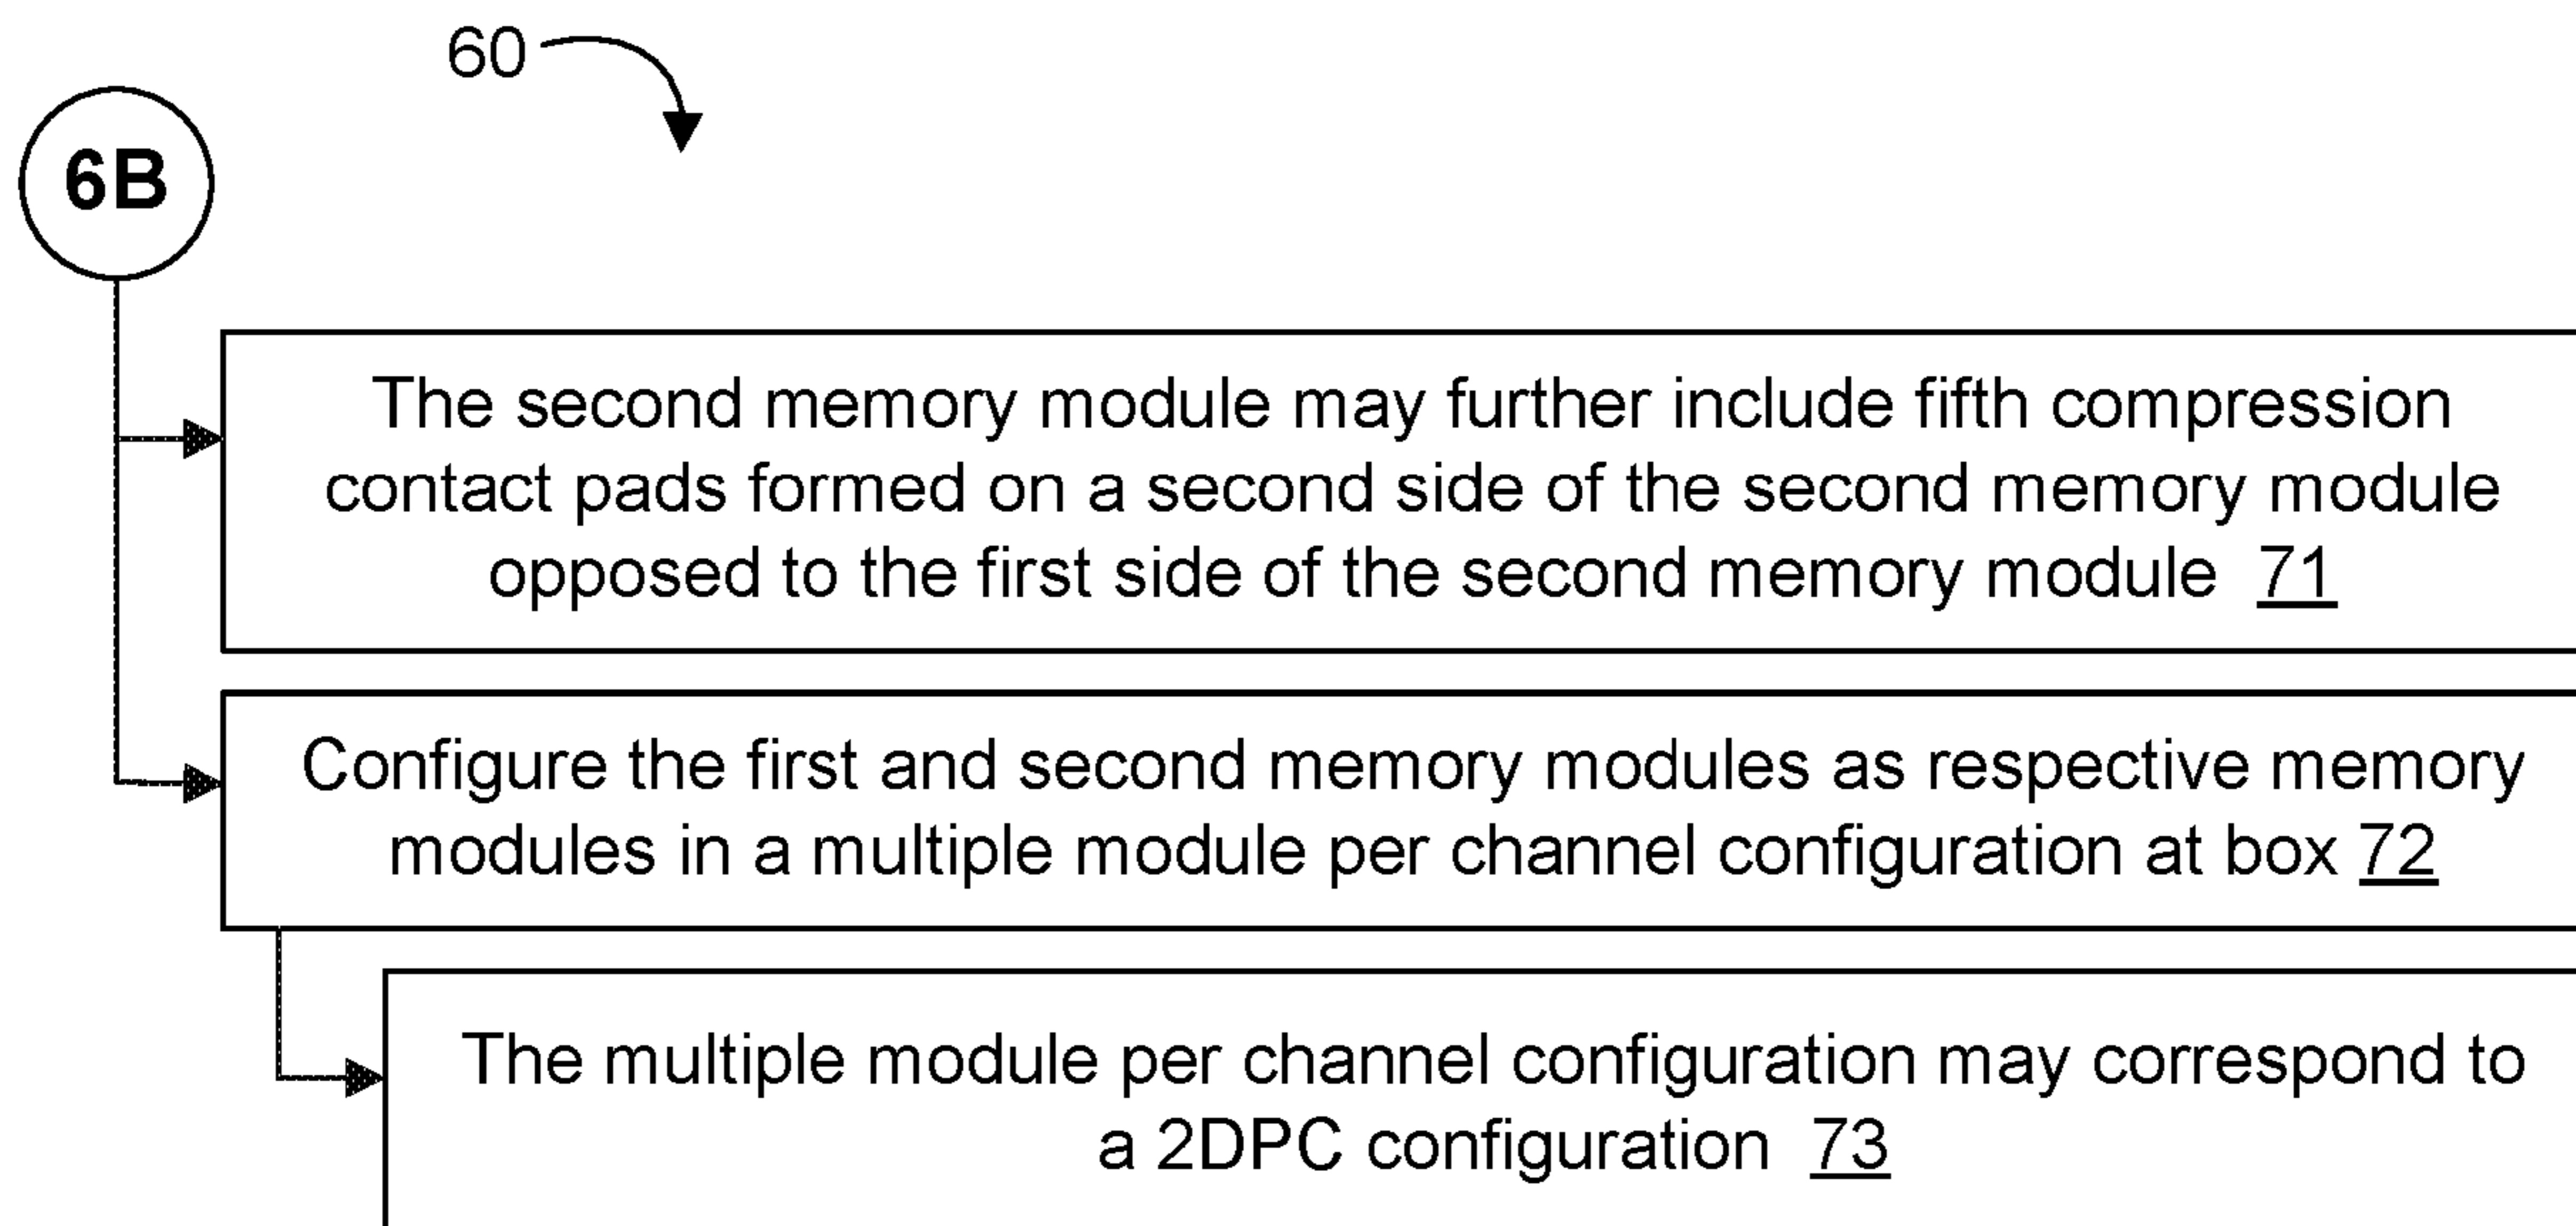 60
6B
The second memory module may further include fifth compression
contact pads formed on a second side of the second memory module
opposed to the first side of the second memory module 71
Configure the first and second memory modules as respective memory
modules in a multiple module per channel configuration at box 72
The multiple module per channel configuration may correspond to
a 2DPC configuration 73